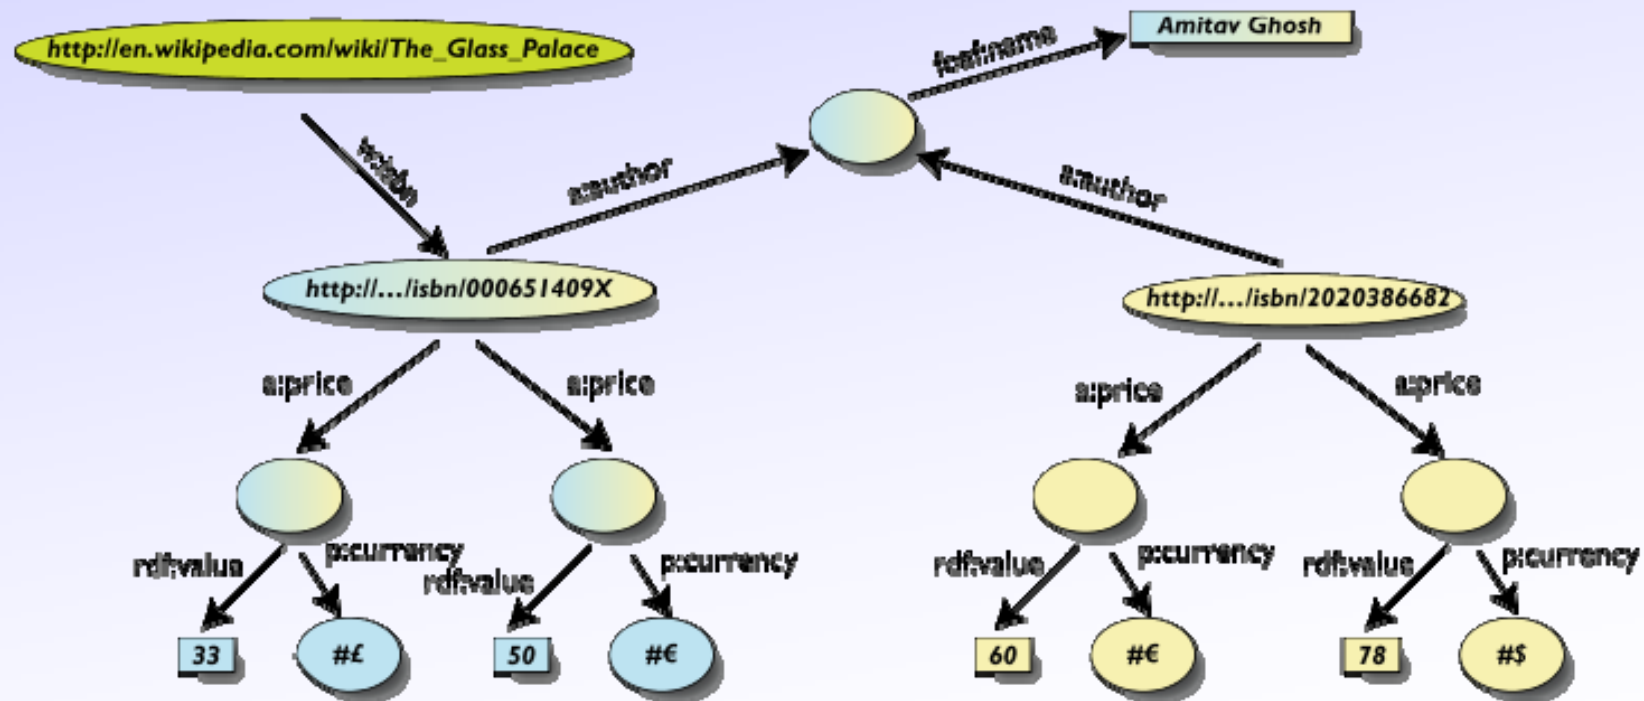 http://en.wikipedia.com/wiki/The_Glass_Palace
Amitav Ghosh
foaf:name
a:author
a:author
http://.../isbn/000651409X
http://.../isbn/2020386682
a:price
a:price
a:price
a:price
rdf:value
p:currency
rdf:value
p:currency
rdf:value
p:currency
rdf:value
p:currency
33
#£
50
#€
60
#€
78
#$